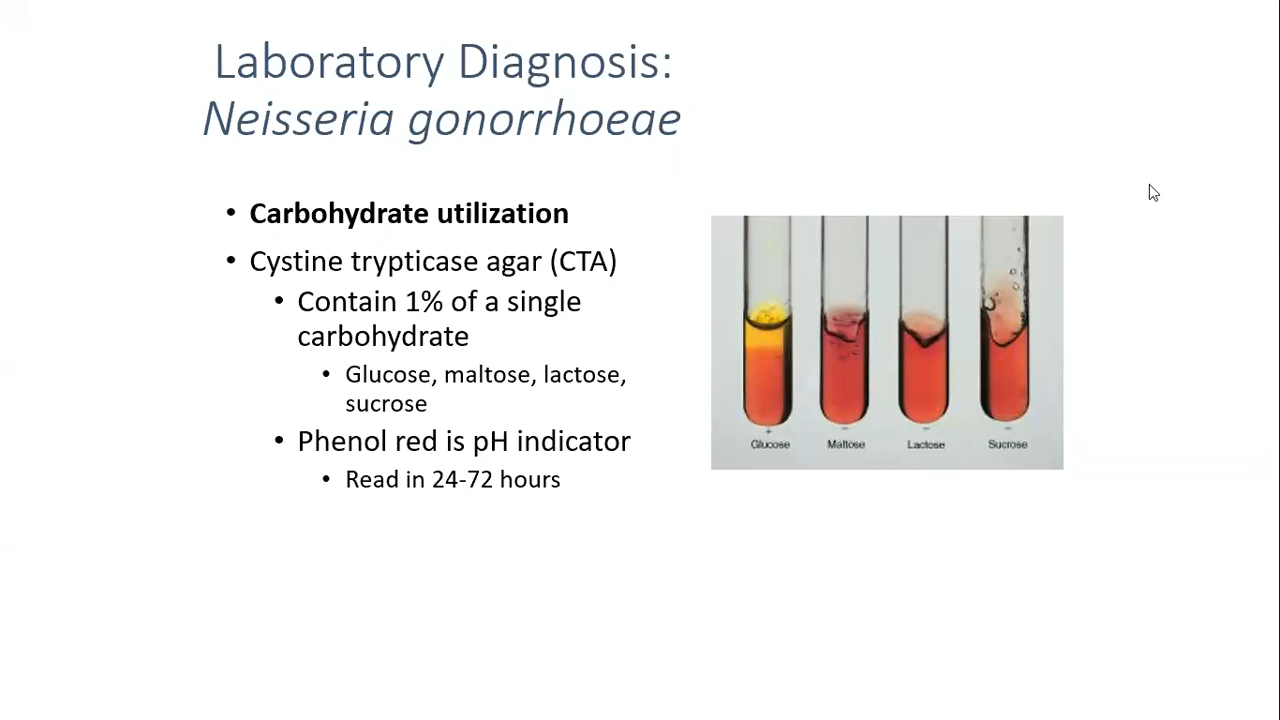 Laboratory Diagnosis:
Neisseria gonorrhoeae
• Carbohydrate utilization
• Cystine trypticase agar (CTA)
• Contain 1% of a single
carbohydrate
• Glucose, maltose, lactose,
sucrose
• Phenol red is pH indicator
• Read in 24-72 hours
+ − − −
Glucose Maltose Lactose Sucrose